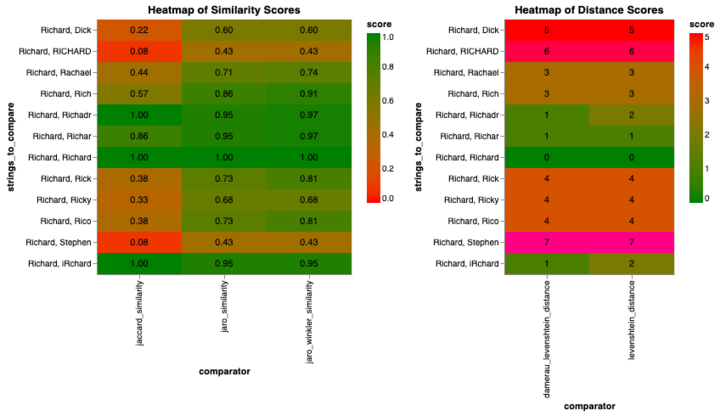 Heatmap of Similarity Scores
score
1.0
0.8
0.6
0.4
0.2
0.0
strings_to_compare
Richard, Dick 0.22 0.60 0.60
Richard, RICHARD 0.08 0.43 0.43
Richard, Rachael 0.44 0.71 0.74
Richard, Rich 0.57 0.86 0.91
Richard, Richadr 1.00 0.95 0.97
Richard, Richar 0.86 0.95 0.97
Richard, Richard 1.00 1.00 1.00
Richard, Rick 0.38 0.73 0.81
Richard, Ricky 0.33 0.68 0.68
Richard, Rico 0.38 0.73 0.81
Richard, Stephen 0.08 0.43 0.43
Richard, iRchard 1.00 0.95 0.95
jaccard_similarity
jaro_similarity
jaro_winkler_similarity
comparator
Heatmap of Distance Scores
score
5
4
3
2
1
0
strings_to_compare
Richard, Dick 5 5
Richard, RICHARD 6 6
Richard, Rachael 3 3
Richard, Rich 3 3
Richard, Richadr 1 2
Richard, Richar 1 1
Richard, Richard 0 0
Richard, Rick 4 4
Richard, Ricky 4 4
Richard, Rico 4 4
Richard, Stephen 7 7
Richard, iRchard 1 2
damerau_levenshtein_distance
levenshtein_distance
comparator